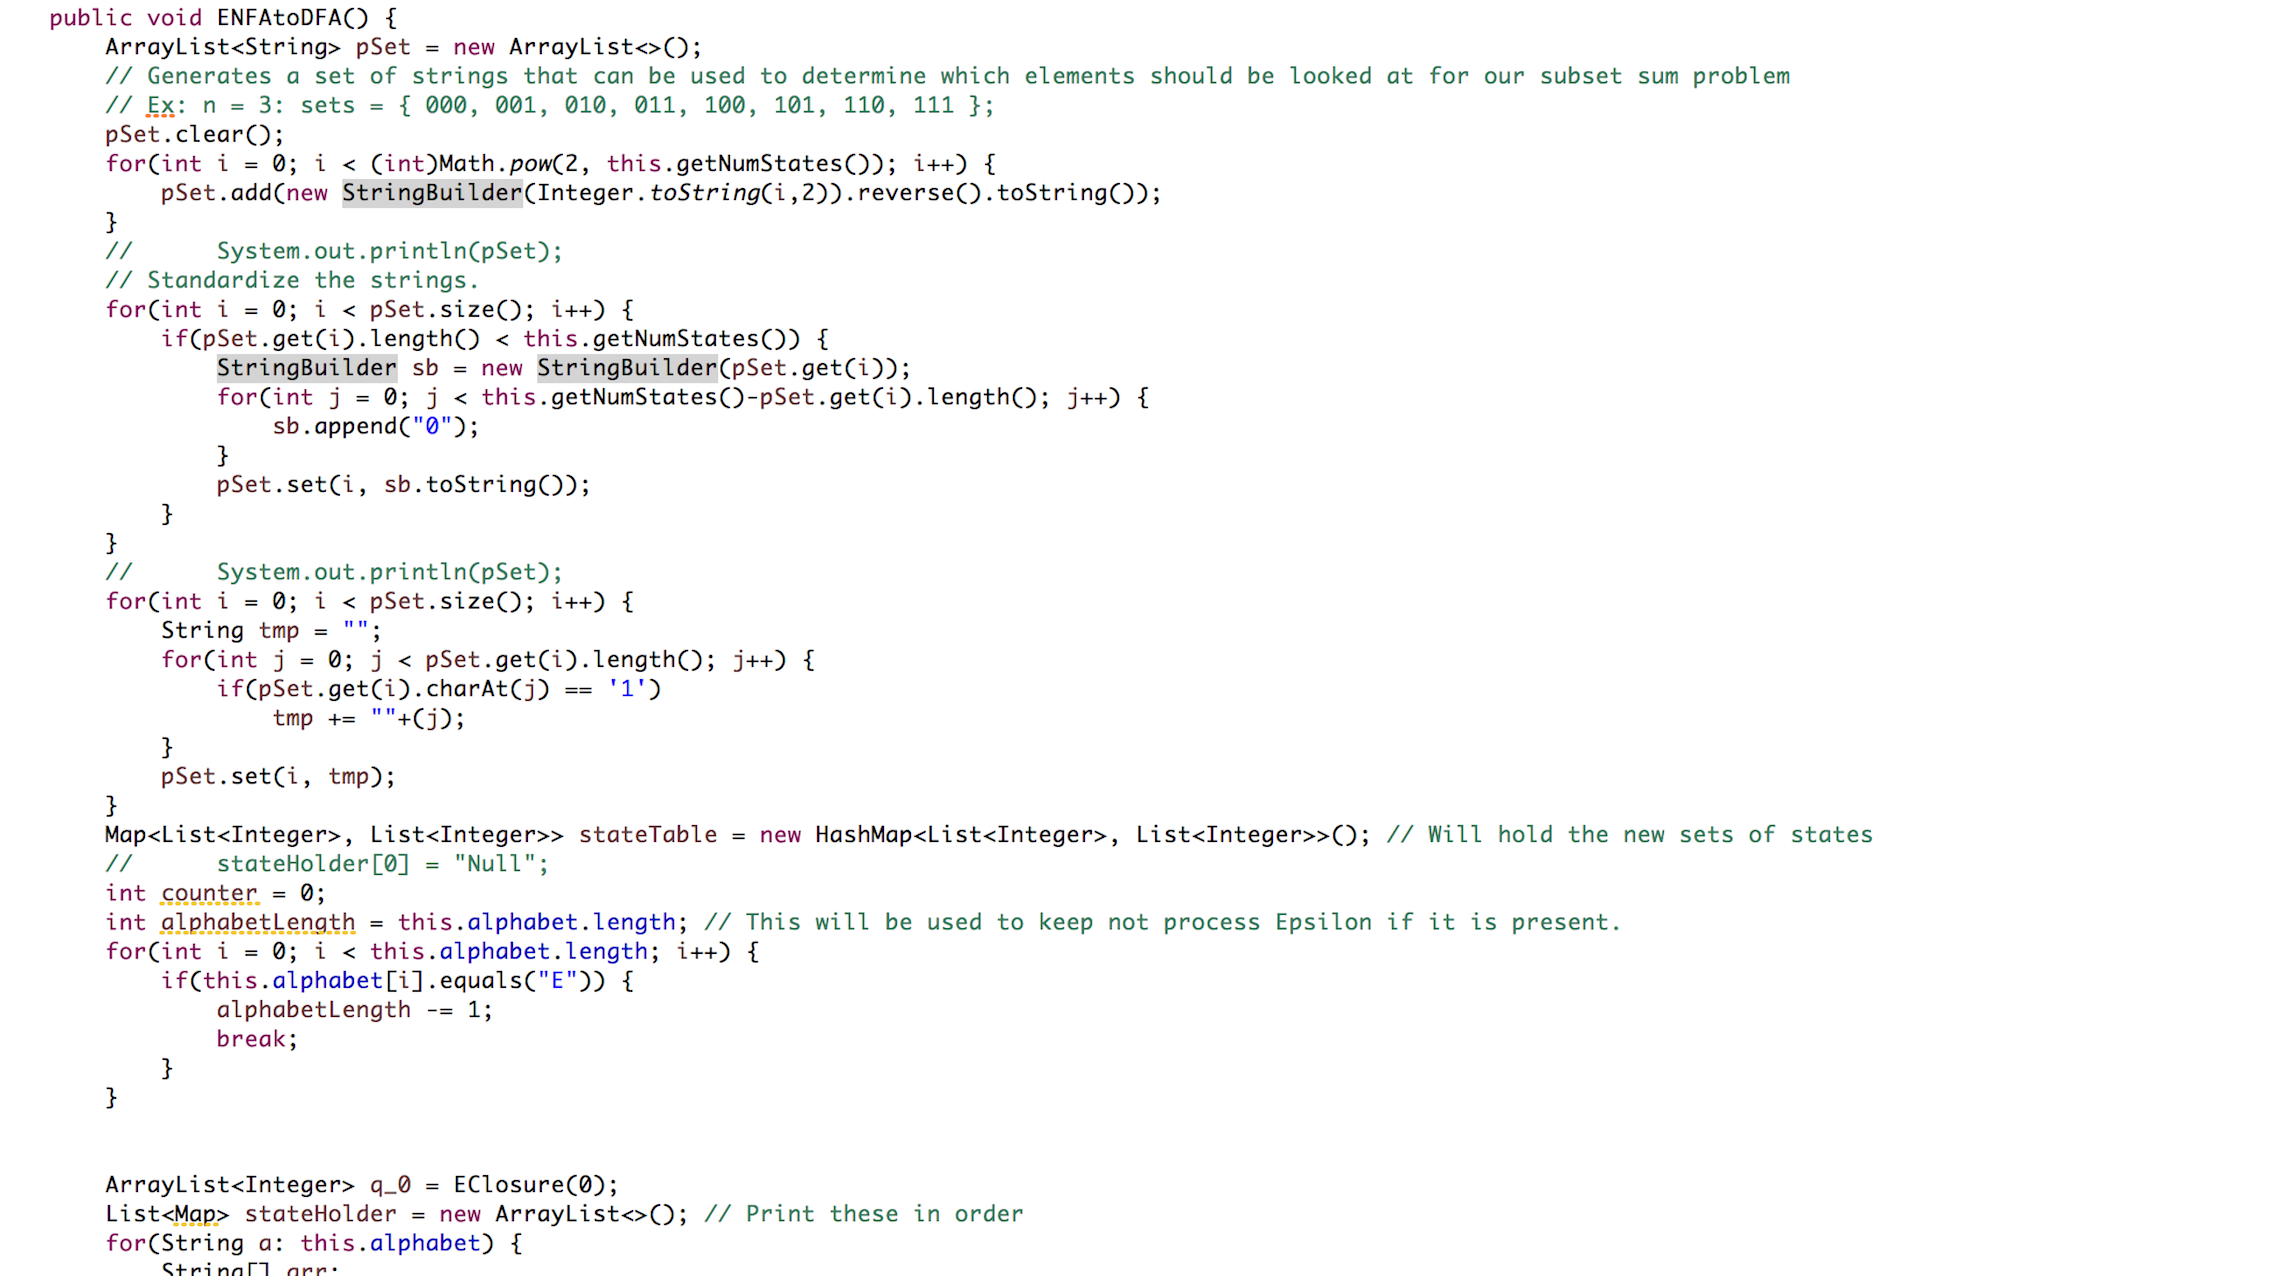 public void ENFAtoDFA() {
ArrayList<String> pSet = new ArrayList<>();
// Generates a set of strings that can be used to determine which elements should be looked at for our subset sum problem
// Ex: n = 3: sets = { 000, 001, 010, 011, 100, 101, 110, 111 };
pSet.clear();
for(int i = 0; i < (int)Math.pow(2, this.getNumStates()); i++) {
pSet.add(new StringBuilder(Integer.toString(i,2)).reverse().toString());
}
// System.out.println(pSet);
// Standardize the strings.
for(int i = 0; i < pSet.size(); i++) {
if(pSet.get(i).length() < this.getNumStates()) {
StringBuilder sb = new StringBuilder(pSet.get(i));
for(int j = 0; j < this.getNumStates()-pSet.get(i).length(); j++) {
sb.append("0");
}
pSet.set(i, sb.toString());
}
}
// System.out.println(pSet);
for(int i = 0; i < pSet.size(); i++) {
String tmp = "";
for(int j = 0; j < pSet.get(i).length(); j++) {
if(pSet.get(i).charAt(j) == '1')
tmp += ""+(j);
}
pSet.set(i, tmp);
}
Map<List<Integer>, List<Integer>> stateTable = new HashMap<List<Integer>, List<Integer>>(); // Will hold the new sets of states
// stateHolder[0] = "Null";
int counter = 0;
int alphabetLength = this.alphabet.length; // This will be used to keep not process Epsilon if it is present.
for(int i = 0; i < this.alphabet.length; i++) {
if(this.alphabet[i].equals("E")) {
alphabetLength -= 1;
break;
}
}
ArrayList<Integer> q_0 = EClosure(0);
List<Map> stateHolder = new ArrayList<>(); // Print these in order
for(String a: this.alphabet) {
String[] arr;